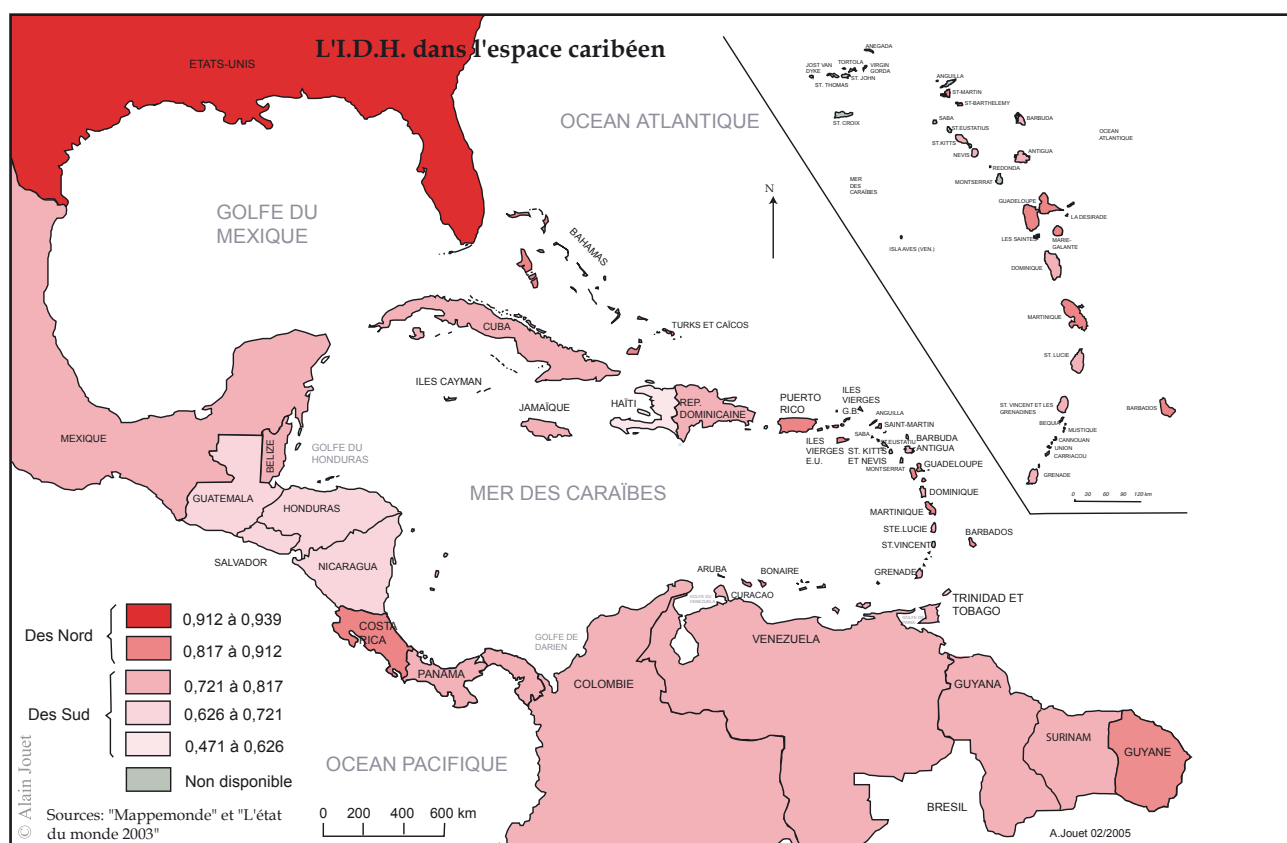 L'I.D.H. dans l'espace caribéen
ETATS-UNIS
OCEAN ATLANTIQUE
GOLFE DU
MEXIQUE
N
BAHAMAS
CUBA
TURKS ET CAÏCOS
ILES CAYMAN
JAMAÏQUE
HAÏTI
REP.
DOMINICAINE
PUERTO
RICO
ILES
VIERGES
G.B.
ANGUILLA
SAINT-MARTIN
SABA
ST.EUSTATIU
BARBUDA
ANTIGUA
ILES
VIERGES
E.U.
ST. KITTS
ET NEVIS
MONTSERRAT
GUADELOUPE
DOMINIQUE
MARTINIQUE
STE.LUCIE
ST.VINCENT
BARBADOS
GRENADE
MEXIQUE
BELIZE
GOLFE DU
HONDURAS
GUATEMALA
HONDURAS
SALVADOR
NICARAGUA
MER DES CARAÏBES
ARUBA
BONAIRE
CURACAO
GOLFE DU
VENEZUELA
TRINIDAD ET
TOBAGO
COSTA
RICA
PANAMA
GOLFE DE
DARIEN
COLOMBIE
VENEZUELA
GUYANA
SURINAM
GUYANE
BRESIL
OCEAN PACIFIQUE
ANEGADA
JOST VAN
DYKE
TORTOLA
VIRGIN
GORDA
ST. THOMAS
ST. JOHN
ST. CROIX
ANGUILLA
ST-MARTIN
ST-BARTHELEMY
SABA
ST.EUSTATIUS
BARBUDA
ST.KITTS
NEVIS
ANTIGUA
OCEAN
ATLANTIQUE
REDONDA
MONTSERRAT
MER
DES
CARAÏBES
GUADELOUPE
LA DESIRADE
ISLA AVES (VEN.)
LES SAINTES
MARIE-
GALANTE
DOMINIQUE
MARTINIQUE
ST. LUCIE
ST. VINCENT ET LES
GRENADINES
BARBADOS
BEQUIA
MUSTIQUE
CANNOUAN
UNION
CARRIACOU
GRENADE
0 30 60 90 120 km
Des Nord
0,912 à 0,939
0,817 à 0,912
Des Sud
0,721 à 0,817
0,626 à 0,721
0,471 à 0,626
Non disponible
Sources: "Mappemonde" et "L'état
du monde 2003"
© Alain Jouet
0 200 400 600 km
A.Jouet 02/2005